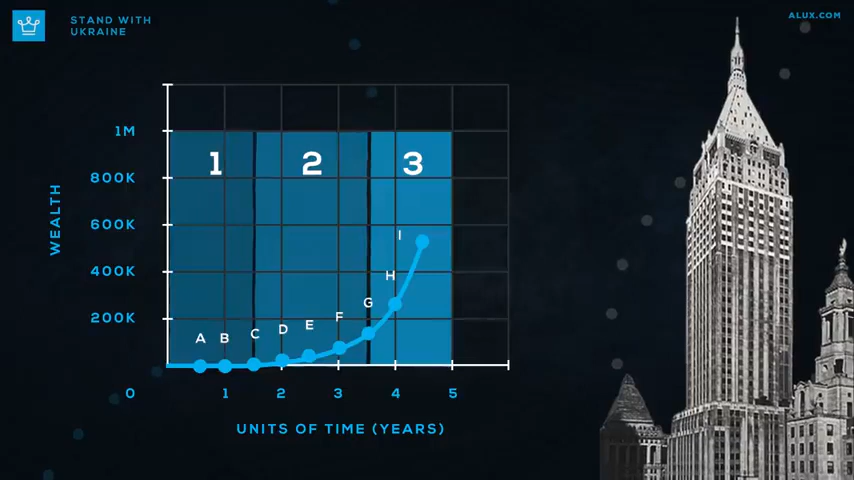 STAND WITH
UKRAINE
ALUX.COM
1M
800K
600K
400K
200K
0
WEALTH
1 2 3
A B C D E F G H I
1 2 3 4 5
UNITS OF TIME (YEARS)